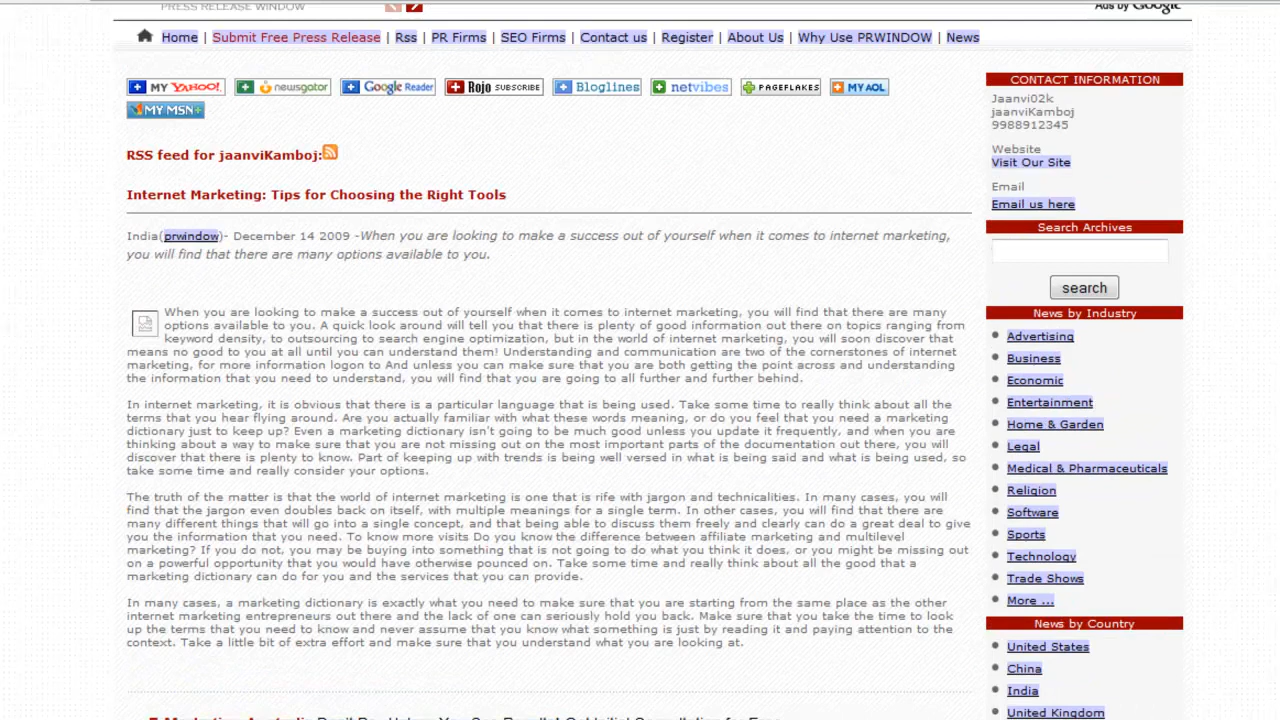 PRESS RELEASE WINDOW
Ads by Google
Home | Submit Free Press Release | Rss | PR Firms | SEO Firms | Contact us | Register | About Us | Why Use PRWINDOW | News
MY YAHOO! newsgator Google Reader Rojo SUBSCRIBE Bloglines netvibes PAGEFLAKES MY AOL
MY MSN
RSS feed for jaanviKamboj:
Internet Marketing: Tips for Choosing the Right Tools
India(prwindow)- December 14 2009 -When you are looking to make a success out of yourself when it comes to internet marketing,
you will find that there are many options available to you.
When you are looking to make a success out of yourself when it comes to internet marketing, you will find that there are many
options available to you. A quick look around will tell you that there is plenty of good information out there on topics ranging from
keyword density, to outsourcing to search engine optimization, but in the world of internet marketing, you will soon discover that
means no good to you at all until you can understand them! Understanding and communication are two of the cornerstones of internet
marketing, for more information logon to And unless you can make sure that you are both getting the point across and understanding
the information that you need to understand, you will find that you are going to all further and further behind.
In internet marketing, it is obvious that there is a particular language that is being used. Take some time to really think about all the
terms that you hear flying around. Are you actually familiar with what these words meaning, or do you feel that you need a marketing
dictionary just to keep up? Even a marketing dictionary isn't going to be much good unless you update it frequently, and when you are
thinking about a way to make sure that you are not missing out on the most important parts of the documentation out there, you will
discover that there is plenty to know. Part of keeping up with trends is being well versed in what is being said and what is being used, so
take some time and really consider your options.
The truth of the matter is that the world of internet marketing is one that is rife with jargon and technicalities. In many cases, you will
find that the jargon even doubles back on itself, with multiple meanings for a single term. In other cases, you will find that there are
many different things that will go into a single concept, and that being able to discuss them freely and clearly can do a great deal to give
you the information that you need. To know more visits Do you know the difference between affiliate marketing and multilevel
marketing? If you do not, you may be buying into something that is not going to do what you think it does, or you might be missing out
on a powerful opportunity that you would have otherwise pounced on. Take some time and really think about all the good that a
marketing dictionary can do for you and the services that you can provide.
In many cases, a marketing dictionary is exactly what you need to make sure that you are starting from the same place as the other
internet marketing entrepreneurs out there and the lack of one can seriously hold you back. Make sure that you take the time to look
up the terms that you need to know and never assume that you know what something is just by reading it and paying attention to the
context. Take a little bit of extra effort and make sure that you understand what you are looking at.
CONTACT INFORMATION
Jaanvi02k
jaanviKamboj
9988912345
Website
Visit Our Site
Email
Email us here
Search Archives
search
News by Industry
Advertising
Business
Economic
Entertainment
Home & Garden
Legal
Medical & Pharmaceuticals
Religion
Software
Sports
Technology
Trade Shows
More ...
News by Country
United States
China
India
United Kingdom